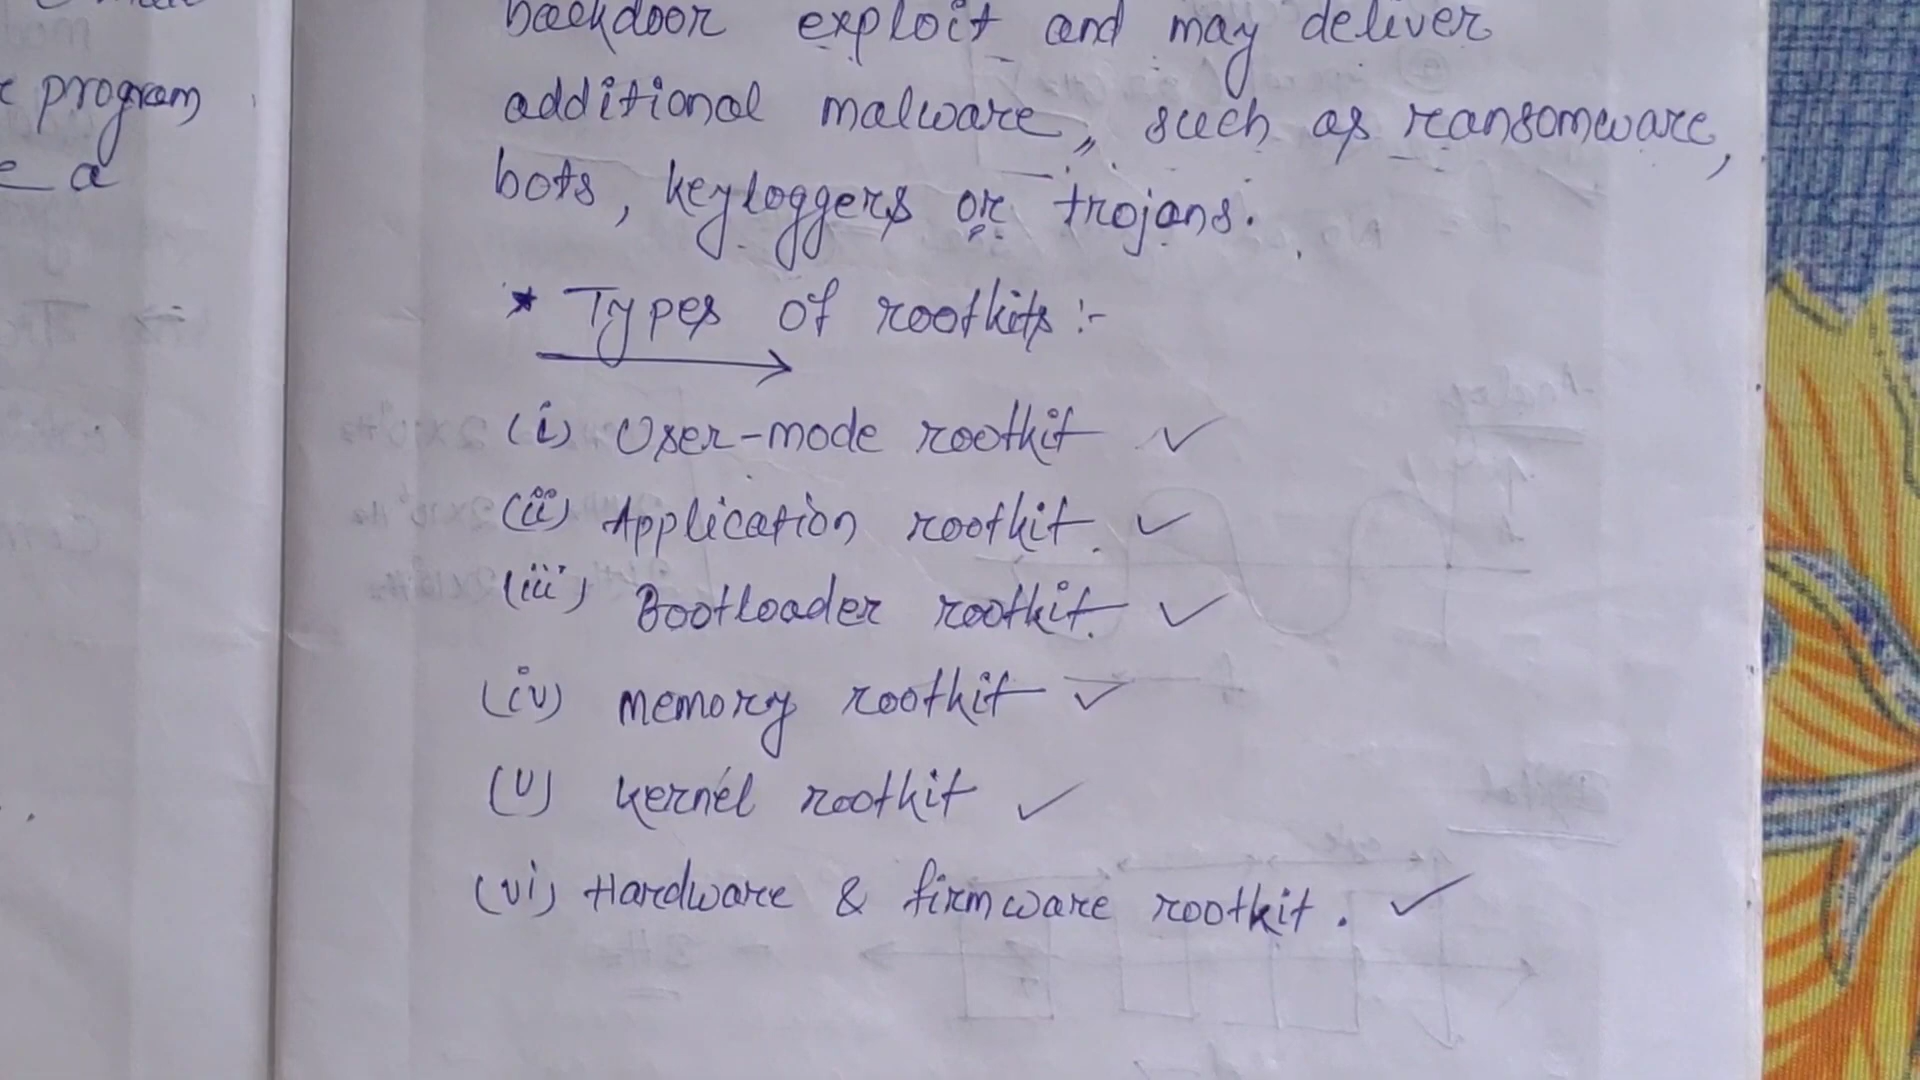 program
a
backdoor exploit and may deliver
additional malware, such as ransomware,
bots, keyloggers or trojans.
* Types of rootkits :-
(i) User-mode rootkit ✓
(ii) Application rootkit. ✓
(iii) Bootloader rootkit. ✓
(iv) memory rootkit ✓
(v) kernel rootkit ✓
(vi) Hardware & firmware rootkit. ✓